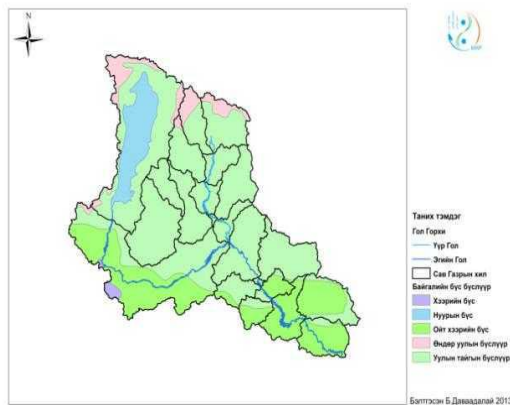 N
Таних тэмдэг
Гол Горхи
Үүр Гол
Эгийн Гол
Сав Газрын хил
Байгалийн бүс бүслүүр
Хээрийн бүс
Нуурын бүс
Ойт хээрийн бүс
Өндөр уулын бүслүүр
Уулын тайгын бүслүүр
Бэлтгэсэн Б.Даваадалай 2013